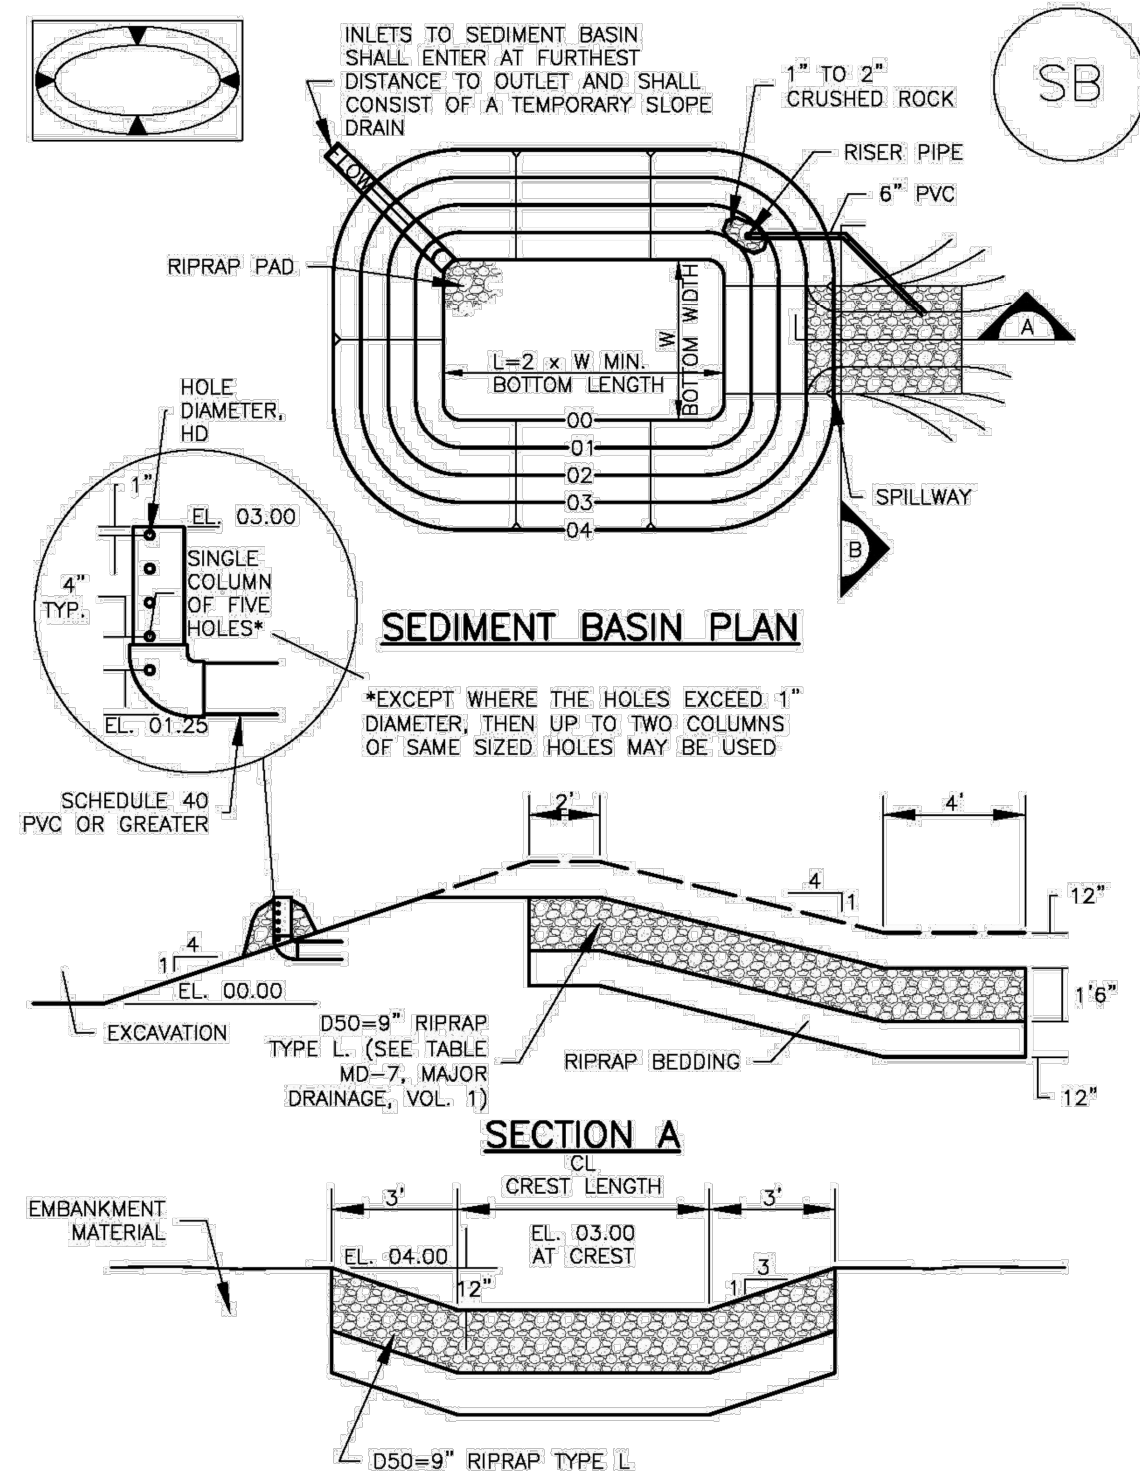 INLETS TO SEDIMENT BASIN
SHALL ENTER AT FURTHEST
DISTANCE TO OUTLET AND SHALL
CONSIST OF A TEMPORARY SLOPE
DRAIN
1" TO 2"
CRUSHED ROCK
SB
RISER PIPE
6" PVC
FLOW
RIPRAP PAD
W
BOTTOM WIDTH
L=2 x W MIN.
BOTTOM LENGTH
A
00
01
02
03
04
SPILLWAY
B
HOLE
DIAMETER,
HD
1"
EL. 03.00
SINGLE
COLUMN
OF FIVE
HOLES*
4"
TYP.
EL. 01.25
SEDIMENT BASIN PLAN
*EXCEPT WHERE THE HOLES EXCEED 1"
DIAMETER, THEN UP TO TWO COLUMNS
OF SAME SIZED HOLES MAY BE USED
SCHEDULE 40
PVC OR GREATER
2'
4'
4
1
12"
4
1
EL. 00.00
1'6"
EXCAVATION
D50=9" RIPRAP
TYPE L. (SEE TABLE
MD-7, MAJOR
DRAINAGE, VOL. 1)
RIPRAP BEDDING
12"
SECTION A
CL
CREST LENGTH
3'
3'
EMBANKMENT
MATERIAL
EL. 04.00
EL. 03.00
AT CREST
12"
3
1
D50=9" RIPRAP TYPE L